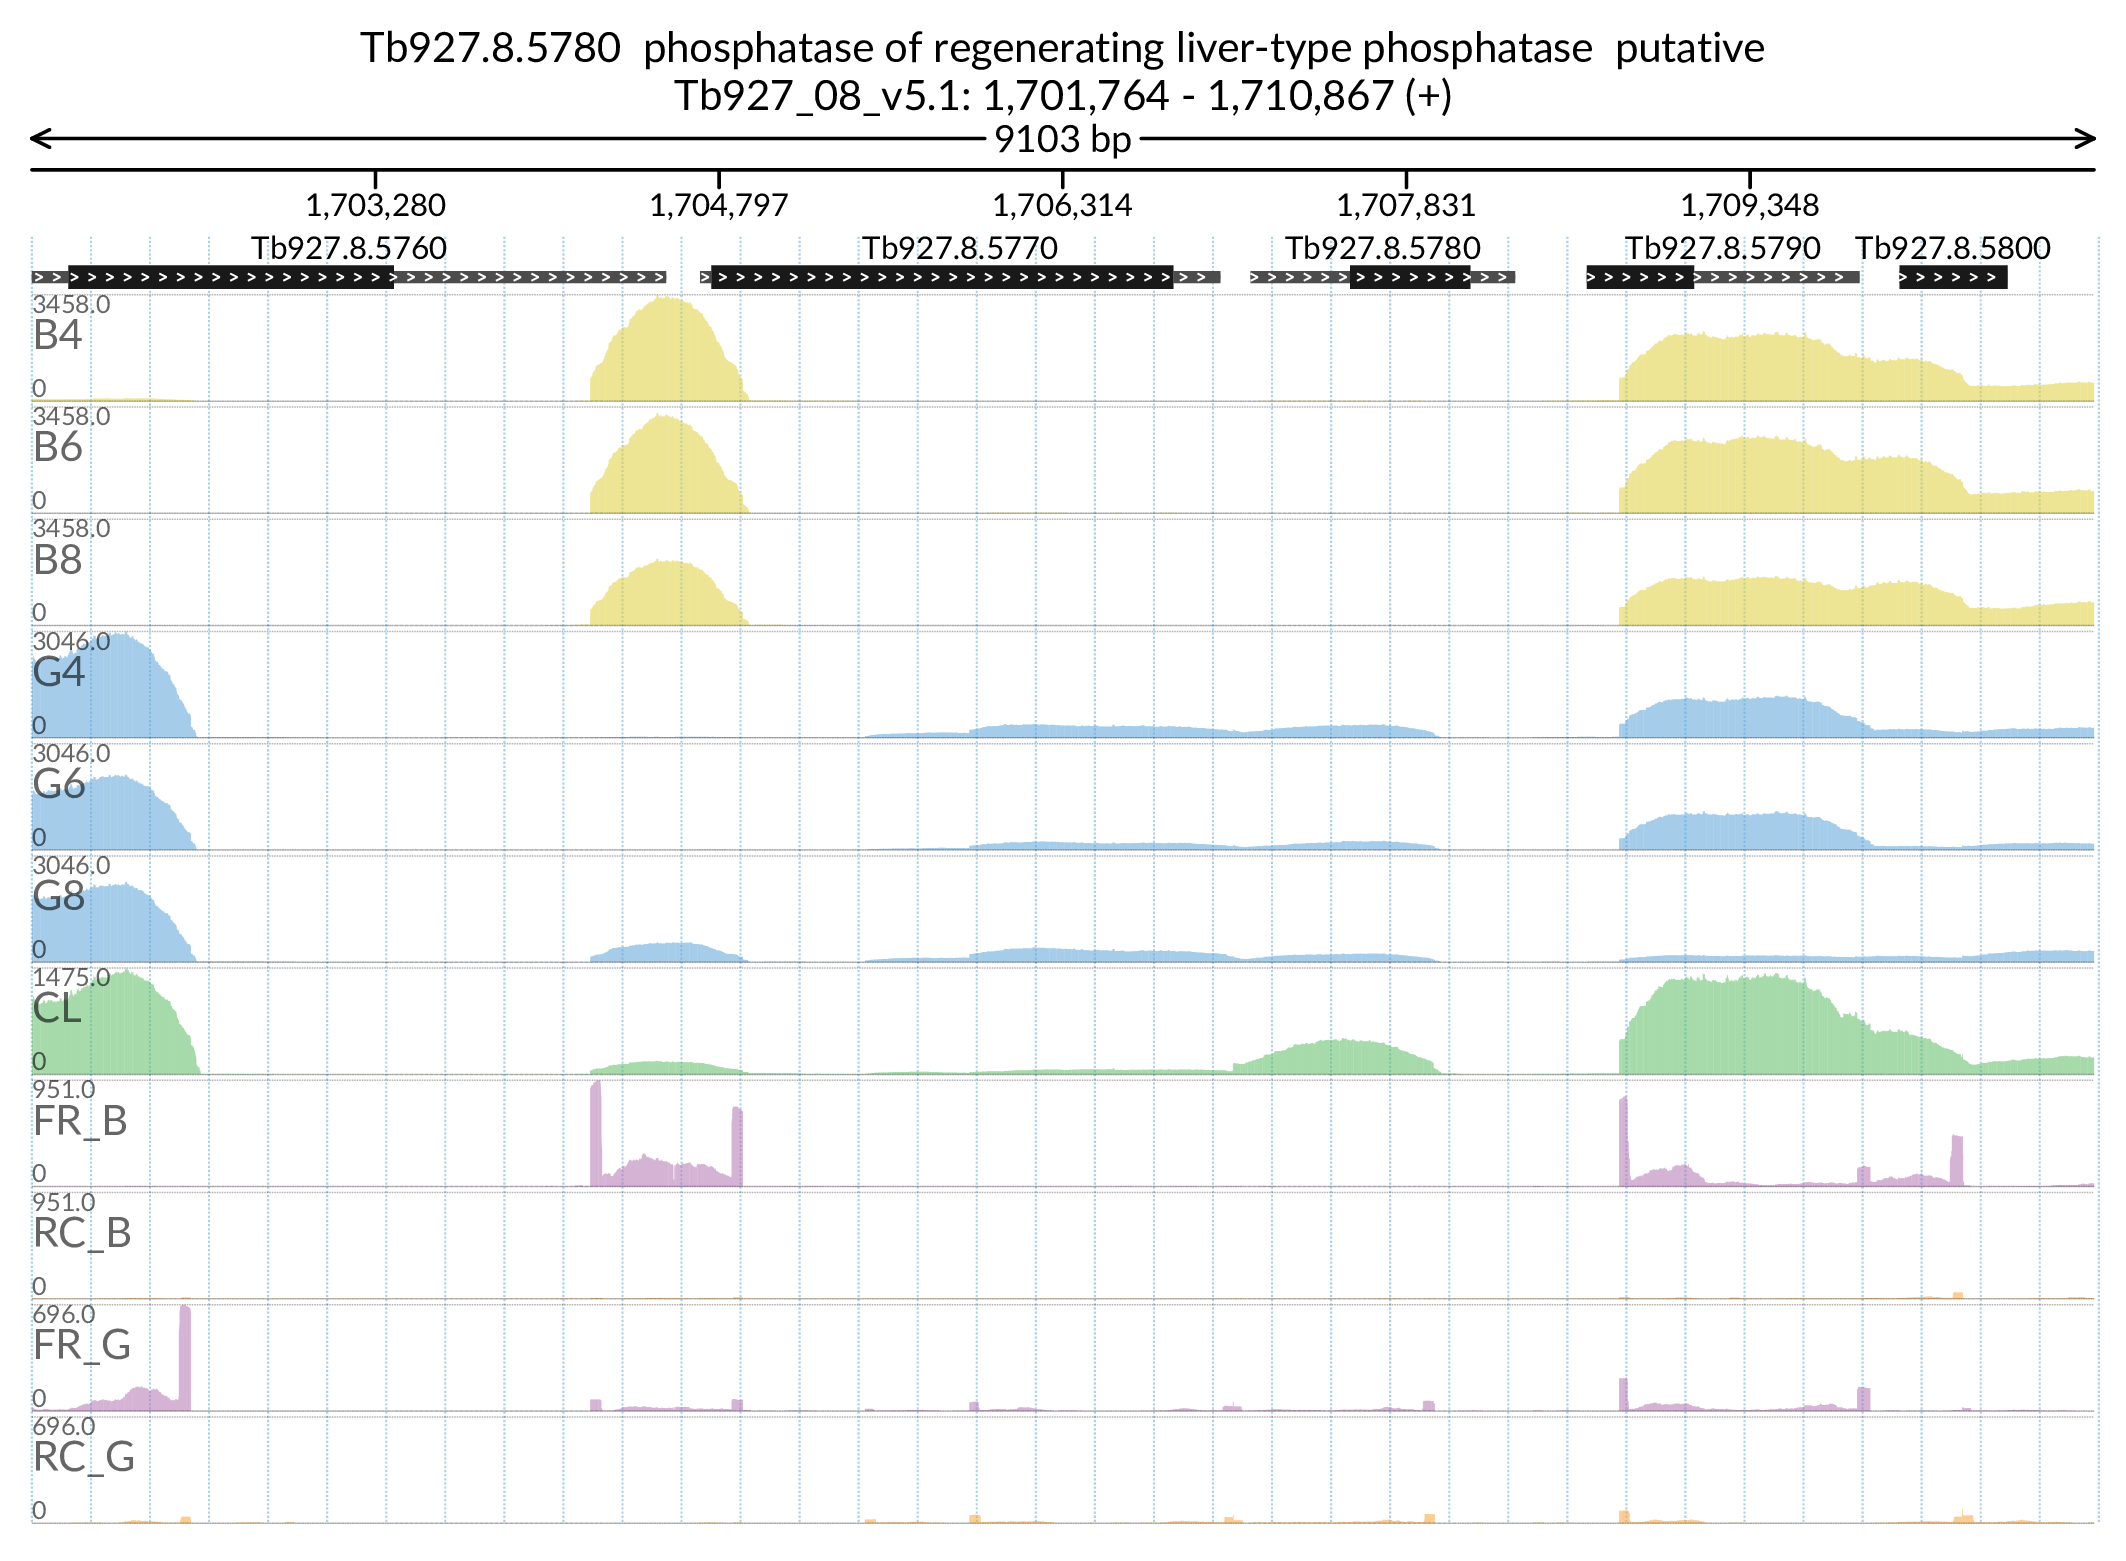 Tb927.8.5780 phosphatase of regenerating liver-type phosphatase putative
Tb927_08_v5.1: 1,701,764 - 1,710,867 (+)
9103 bp
1,703,280 1,704,797 1,706,314 1,707,831 1,709,348
Tb927.8.5760 Tb927.8.5770 Tb927.8.5780 Tb927.8.5790 Tb927.8.5800
3458.0
B4
0
3458.0
B6
0
3458.0
B8
0
3046.0
G4
0
3046.0
G6
0
3046.0
G8
0
1475.0
CL
0
951.0
FR_B
0
951.0
RC_B
0
696.0
FR_G
0
696.0
RC_G
0